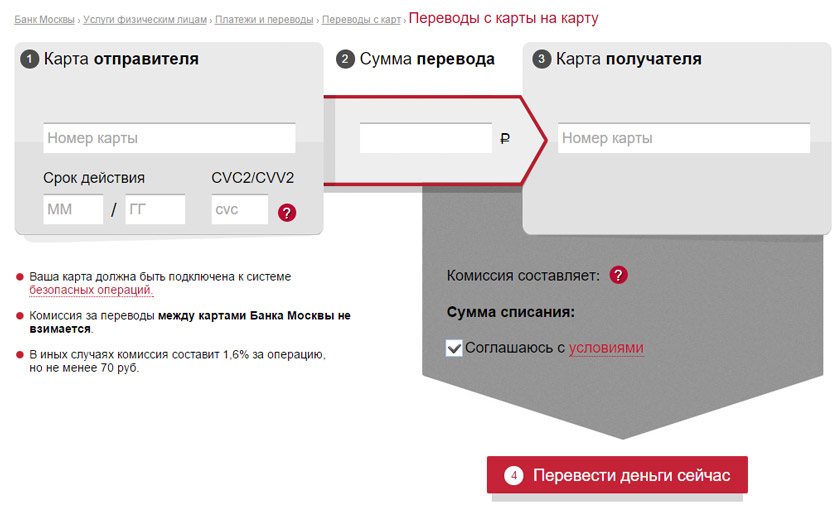 Банк Москвы › Услуги физическим лицам › Платежи и переводы › Переводы с карт › Переводы с карты на карту
1 Карта отправителя
2 Сумма перевода
3 Карта получателя
Номер карты
₽
Номер карты
Срок действия
CVC2/CVV2
ММ / ГГ
cvc
?
Ваша карта должна быть подключена к системе
безопасных операций.
Комиссия за переводы между картами Банка Москвы не
взимается.
В иных случаях комиссия составит 1,6% за операцию,
но не менее 70 руб.
Комиссия составляет: ?
Сумма списания:
Соглашаюсь с условиями
4 Перевести деньги сейчас